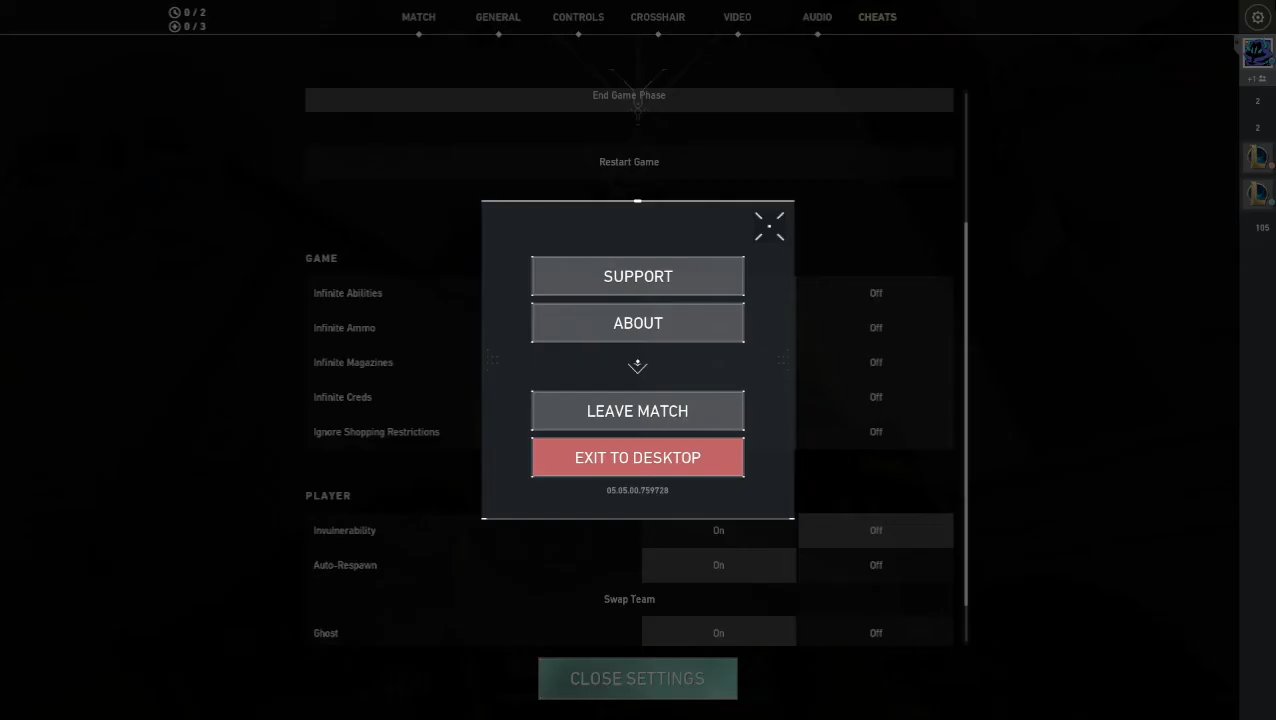 0 / 2
0 / 3
MATCH
GENERAL
CONTROLS
CROSSHAIR
VIDEO
AUDIO
CHEATS
+1
2
2
105
End Game Phase
Restart Game
GAME
Infinite Abilities Off
Infinite Ammo Off
Infinite Magazines Off
Infinite Creds Off
Ignore Shopping Restrictions Off
PLAYER
Invulnerability On Off
Auto-Respawn On Off
Swap Team
Ghost On Off
SUPPORT
ABOUT
LEAVE MATCH
EXIT TO DESKTOP
05.05.00.759728
CLOSE SETTINGS